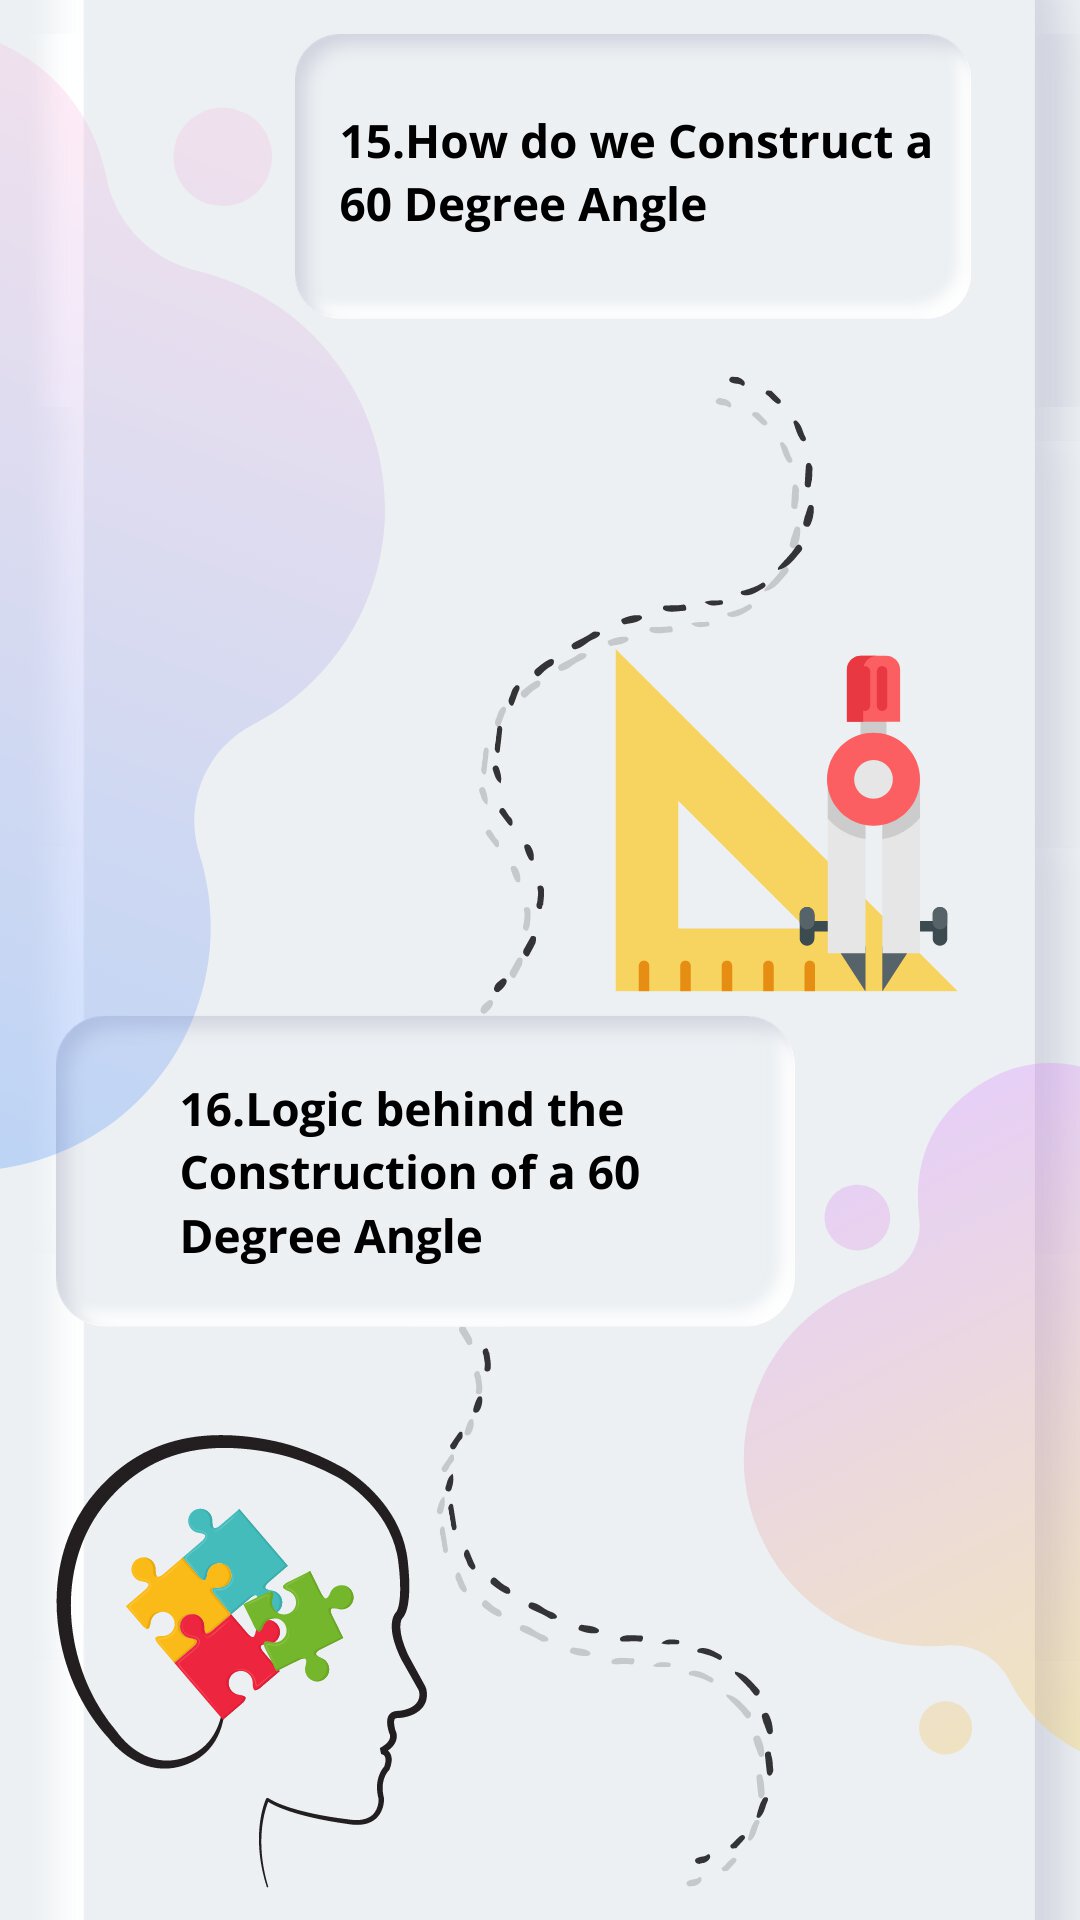 15.How do we Construct a
60 Degree Angle
16.Logic behind the
Construction of a 60
Degree Angle